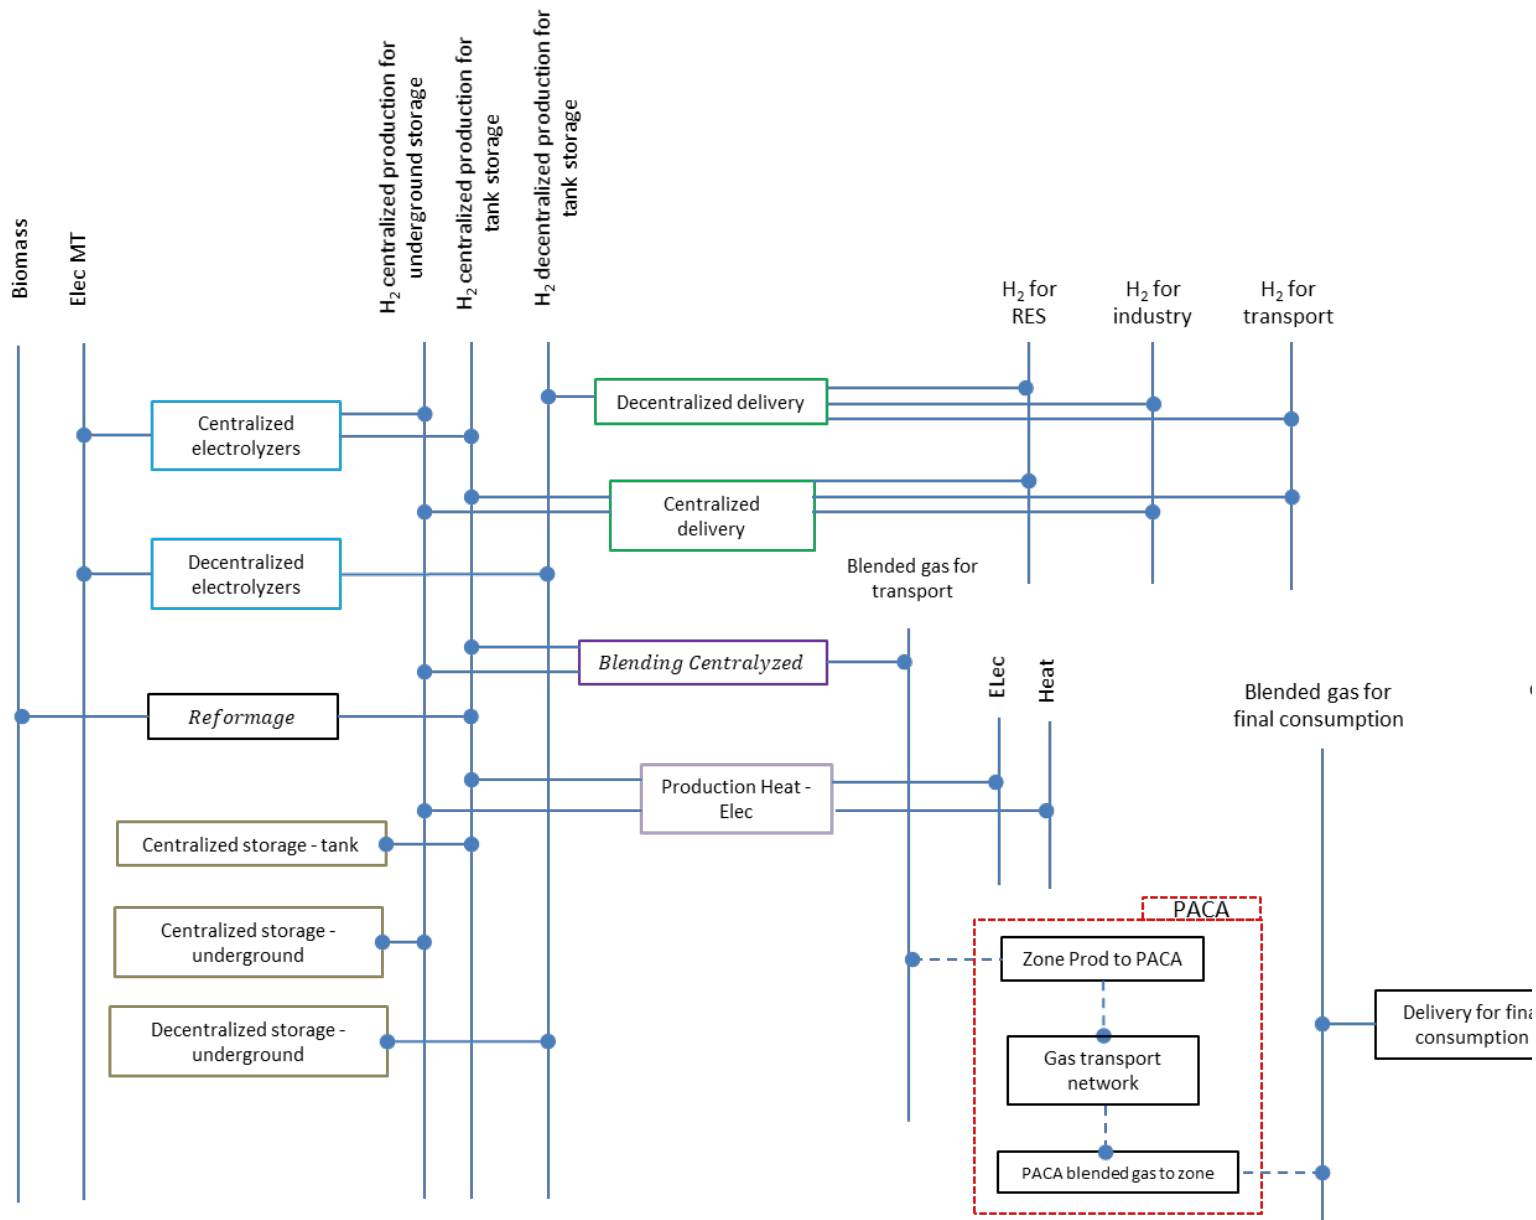 Biomass
Elec MT
H₂ centralized production for
underground storage
H₂ centralized production for
tank storage
H₂ decentralized production for
tank storage
H₂ for
RES
H₂ for
industry
H₂ for
transport
Decentralized delivery
Centralized
electrolyzers
Centralized
delivery
Decentralized
electrolyzers
Blended gas for
transport
Blending Centralyzed
ELec
Heat
Reformage
Blended gas for
final consumption
Production Heat -
Elec
Centralized storage - tank
PACA
Centralized storage -
underground
Zone Prod to PACA
Decentralized storage -
underground
Delivery for fina
consumption
Gas transport
network
PACA blended gas to zone